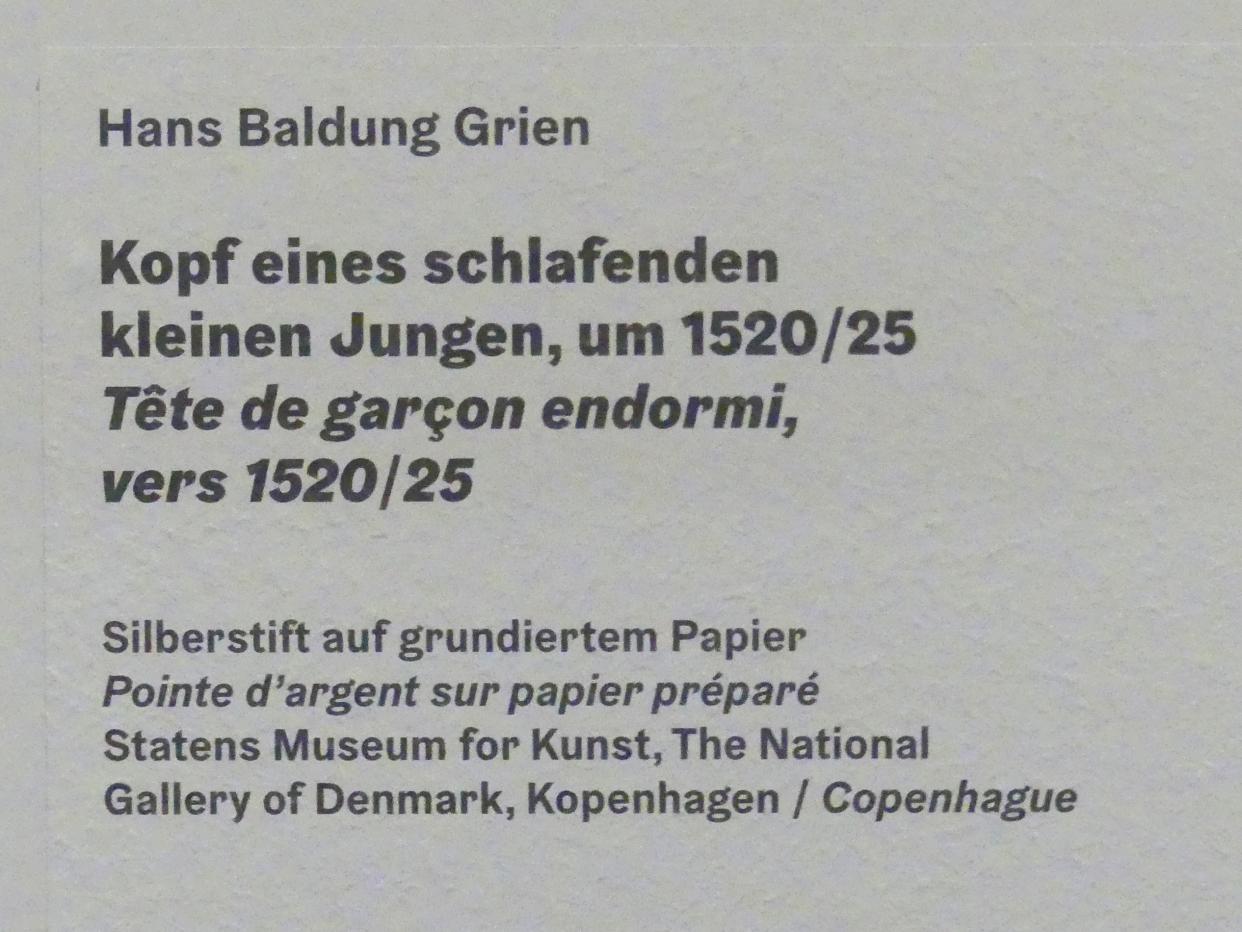 Hans Baldung Grien
Kopf eines schlafenden
kleinen Jungen, um 1520/25
Tête de garçon endormi,
vers 1520/25
Silberstift auf grundiertem Papier
Pointe d’argent sur papier préparé
Statens Museum for Kunst, The National
Gallery of Denmark, Kopenhagen / Copenhague